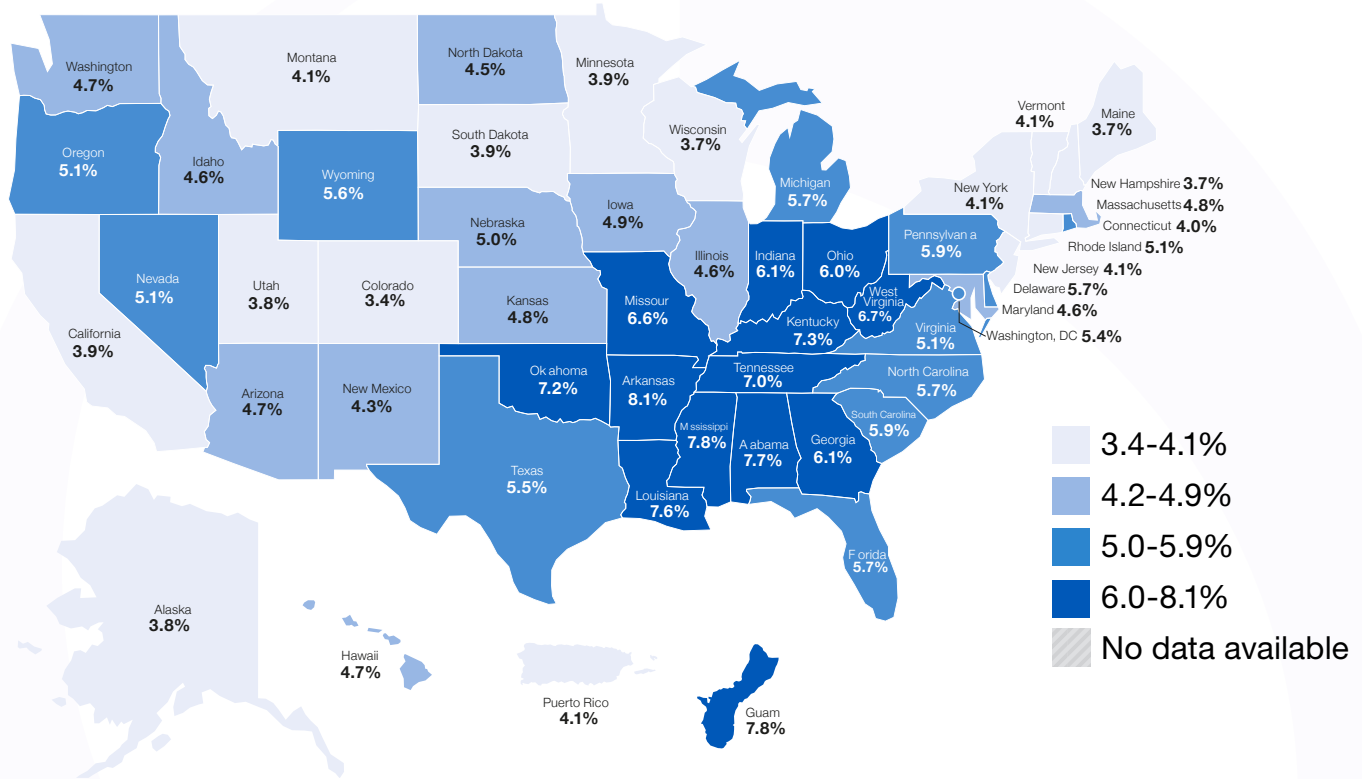 Washington
4.7%
Montana
4.1%
North Dakota
4.5%
Minnesota
3.9%
Oregon
5.1%
Idaho
4.6%
Wyoming
5.6%
South Dakota
3.9%
Wisconsin
3.7%
Michigan
5.7%
Vermont
4.1%
Maine
3.7%
New York
4.1%
New Hampshire 3.7%
Massachusetts 4.8%
Connecticut 4.0%
Rhode Island 5.1%
New Jersey 4.1%
Delaware 5.7%
Maryland 4.6%
Washington, DC 5.4%
Nebraska
5.0%
Iowa
4.9%
Illinois
4.6%
Indiana
6.1%
Ohio
6.0%
Pennsylvan a
5.9%
Nevada
5.1%
Utah
3.8%
Colorado
3.4%
Kansas
4.8%
Missour
6.6%
Kentucky
7.3%
West
Virginia
6.7%
Virginia
5.1%
California
3.9%
Arizona
4.7%
New Mexico
4.3%
Ok ahoma
7.2%
Arkansas
8.1%
Tennessee
7.0%
North Carolina
5.7%
South Carolina
5.9%
Texas
5.5%
Louisiana
7.6%
M ssissippi
7.8%
A abama
7.7%
Georgia
6.1%
F orida
5.7%
Alaska
3.8%
Hawaii
4.7%
Puerto Rico
4.1%
Guam
7.8%
3.4-4.1%
4.2-4.9%
5.0-5.9%
6.0-8.1%
No data available